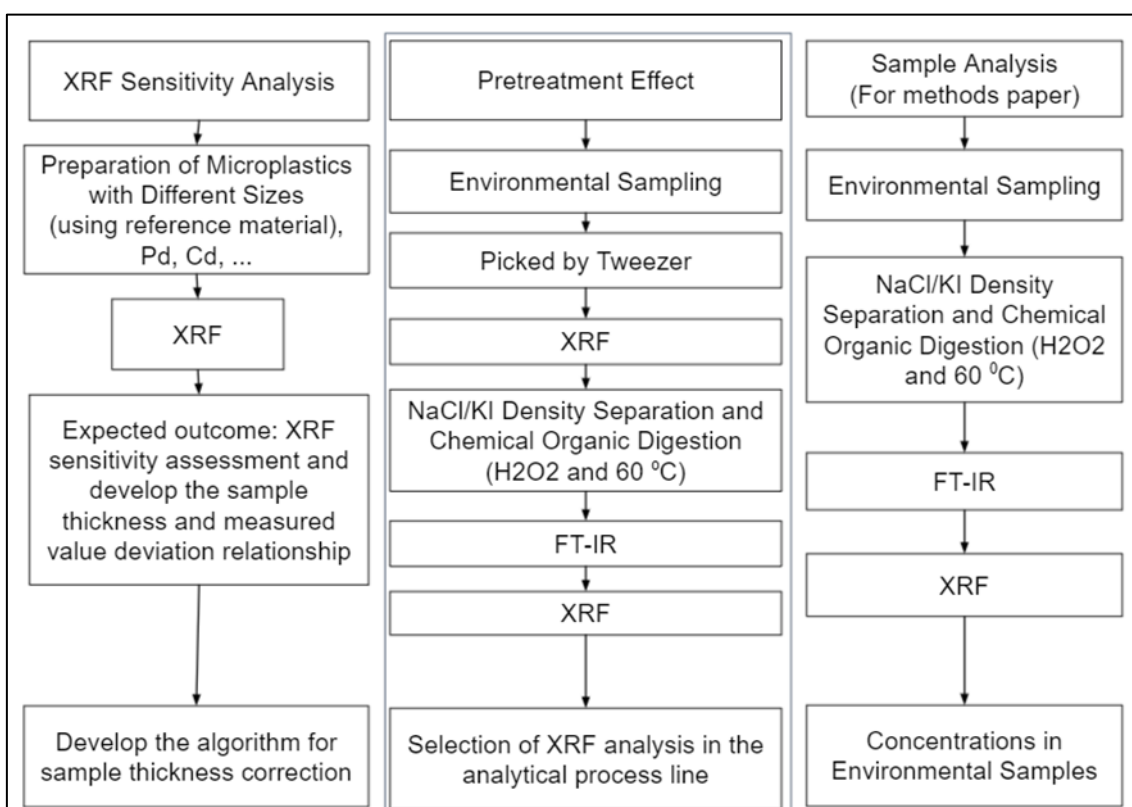 XRF Sensitivity Analysis
Preparation of Microplastics
with Different Sizes
(using reference material),
Pd, Cd, ...
XRF
Expected outcome: XRF
sensitivity assessment and
develop the sample
thickness and measured
value deviation relationship
Develop the algorithm for
sample thickness correction
Pretreatment Effect
Environmental Sampling
Picked by Tweezer
XRF
NaCl/KI Density Separation and
Chemical Organic Digestion
(H2O2 and 60 ⁰C)
FT-IR
XRF
Selection of XRF analysis in the
analytical process line
Sample Analysis
(For methods paper)
Environmental Sampling
NaCl/KI Density
Separation and Chemical
Organic Digestion (H2O2
and 60 ⁰C)
FT-IR
XRF
Concentrations in
Environmental Samples